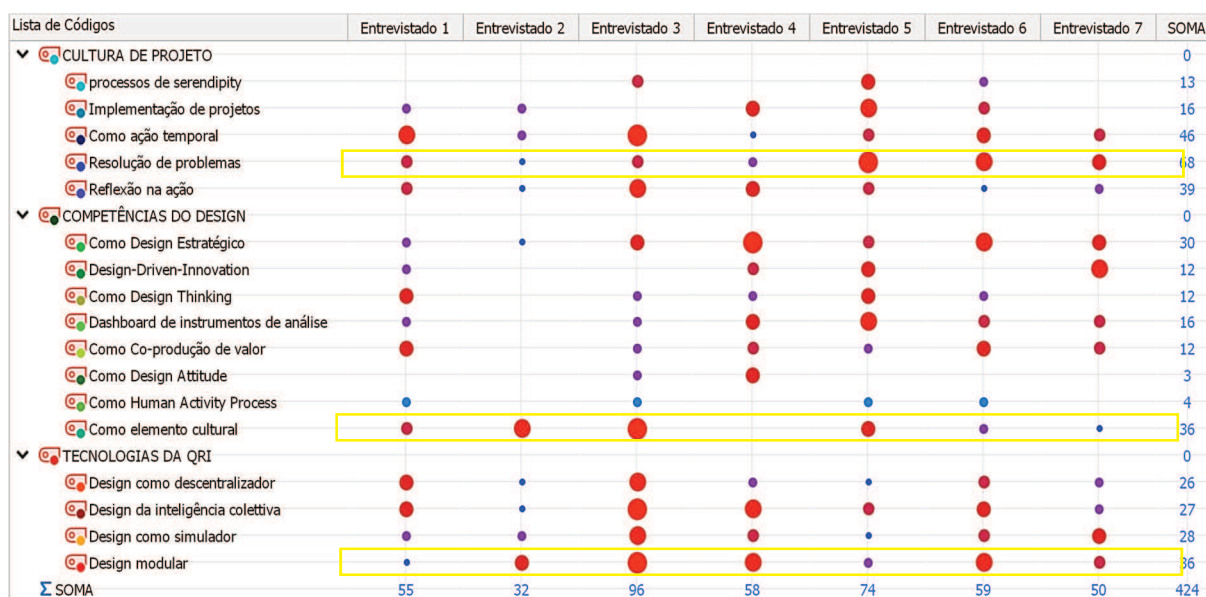 Lista de Códigos Entrevistado 1 Entrevistado 2 Entrevistado 3 Entrevistado 4 Entrevistado 5 Entrevistado 6 Entrevistado 7 SOMA
CULTURA DE PROJETO 0
processos de serendipity 13
Implementação de projetos 16
Como ação temporal 46
Resolução de problemas 68
Reflexão na ação 39
COMPETÊNCIAS DO DESIGN 0
Como Design Estratégico 30
Design-Driven-Innovation 12
Como Design Thinking 12
Dashboard de instrumentos de análise 16
Como Co-produção de valor 12
Como Design Attitude 3
Como Human Activity Process 4
Como elemento cultural 36
TECNOLOGIAS DA QRI 0
Design como descentralizador 26
Design da inteligência colettiva 27
Design como simulador 28
Design modular 36
Σ SOMA 55 32 96 58 74 59 50 424